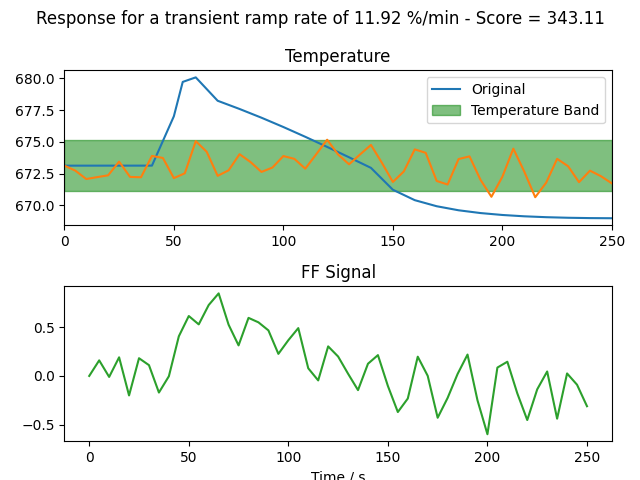 Response for a transient ramp rate of 11.92 %/min - Score = 343.11
Temperature
680.0
677.5
675.0
672.5
670.0
Original
Temperature Band
0 50 100 150 200 250
FF Signal
0.5
0.0
−0.5
0 50 100 150 200 250
Time / s